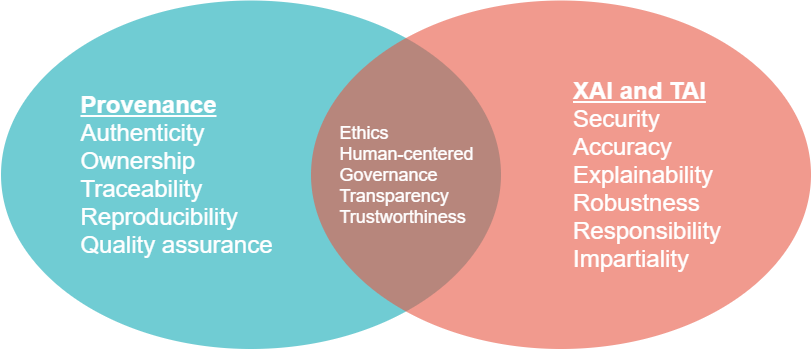 Provenance
Authenticity
Ownership
Traceability
Reproducibility
Quality assurance
Ethics
Human-centered
Governance
Transparency
Trustworthiness
XAI and TAI
Security
Accuracy
Explainability
Robustness
Responsibility
Impartiality